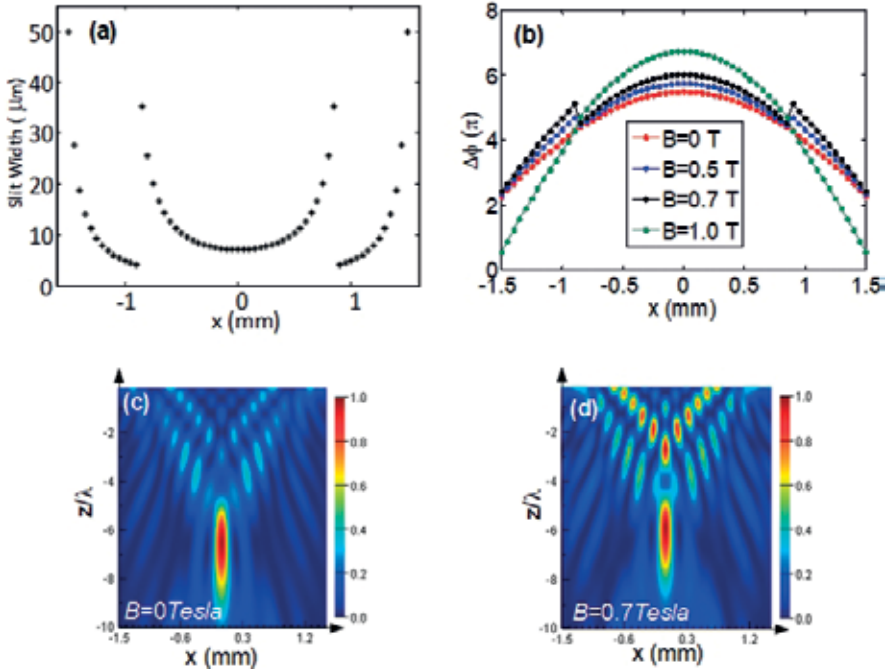 (a)
Slit Width ( μm)
50
40
30
20
10
0
-1
0
1
x (mm)
(b)
Δϕ (π)
8
6
4
2
0
B=0 T
B=0.5 T
B=0.7 T
B=1.0 T
-1.5
-1
-0.5
0
0.5
1
1.5
x (mm)
(c)
z/λ
-2
-4
-6
-8
-10
B=0Tesla
-1.5
-0.6
0.3
1.2
x (mm)
1.0
0.8
0.6
0.4
0.2
0.0
(d)
z/λ
-2
-4
-6
-8
-10
B=0.7Tesla
-1.5
-0.6
0.3
1.2
x (mm)
1.0
0.8
0.6
0.4
0.2
0.0